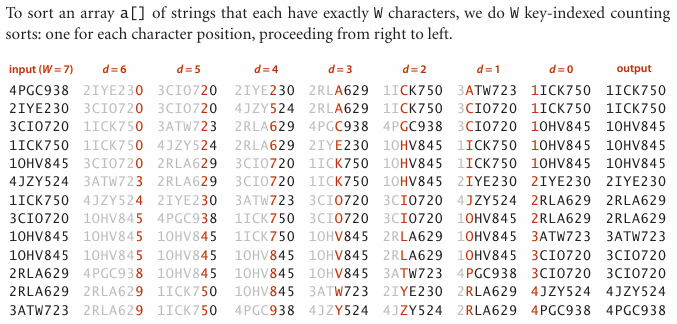 To sort an array a[] of strings that each have exactly W characters, we do W key-indexed counting
sorts: one for each character position, proceeding from right to left.
input (W = 7) d = 6 d = 5 d = 4 d = 3 d = 2 d = 1 d = 0 output
4PGC938 2IYE230 3CIO720 2IYE230 2RLA629 1ICK750 3ATW723 1ICK750 1ICK750
2IYE230 3CIO720 3CIO720 4JZY524 2RLA629 1ICK750 3CIO720 1ICK750 1ICK750
3CIO720 1ICK750 3ATW723 2RLA629 4PGC938 4PGC938 3CIO720 1OHV845 1OHV845
1ICK750 1ICK750 4JZY524 2RLA629 2IYE230 1OHV845 1ICK750 1OHV845 1OHV845
1OHV845 3CIO720 2RLA629 3CIO720 1ICK750 1OHV845 1ICK750 1OHV845 1OHV845
4JZY524 3ATW723 2RLA629 3CIO720 1ICK750 1OHV845 2IYE230 2IYE230 2IYE230
1ICK750 4JZY524 2IYE230 3ATW723 3CIO720 3CIO720 4JZY524 2RLA629 2RLA629
3CIO720 1OHV845 4PGC938 1ICK750 3CIO720 3CIO720 1OHV845 2RLA629 2RLA629
1OHV845 1OHV845 1OHV845 1ICK750 1OHV845 2RLA629 1OHV845 3ATW723 3ATW723
1OHV845 1OHV845 1OHV845 1OHV845 1OHV845 2RLA629 1OHV845 3CIO720 3CIO720
2RLA629 4PGC938 1OHV845 1OHV845 1OHV845 3ATW723 4PGC938 3CIO720 3CIO720
2RLA629 2RLA629 1ICK750 1OHV845 3ATW723 2IYE230 2RLA629 4JZY524 4JZY524
3ATW723 2RLA629 1ICK750 4PGC938 4JZY524 4JZY524 2RLA629 4PGC938 4PGC938